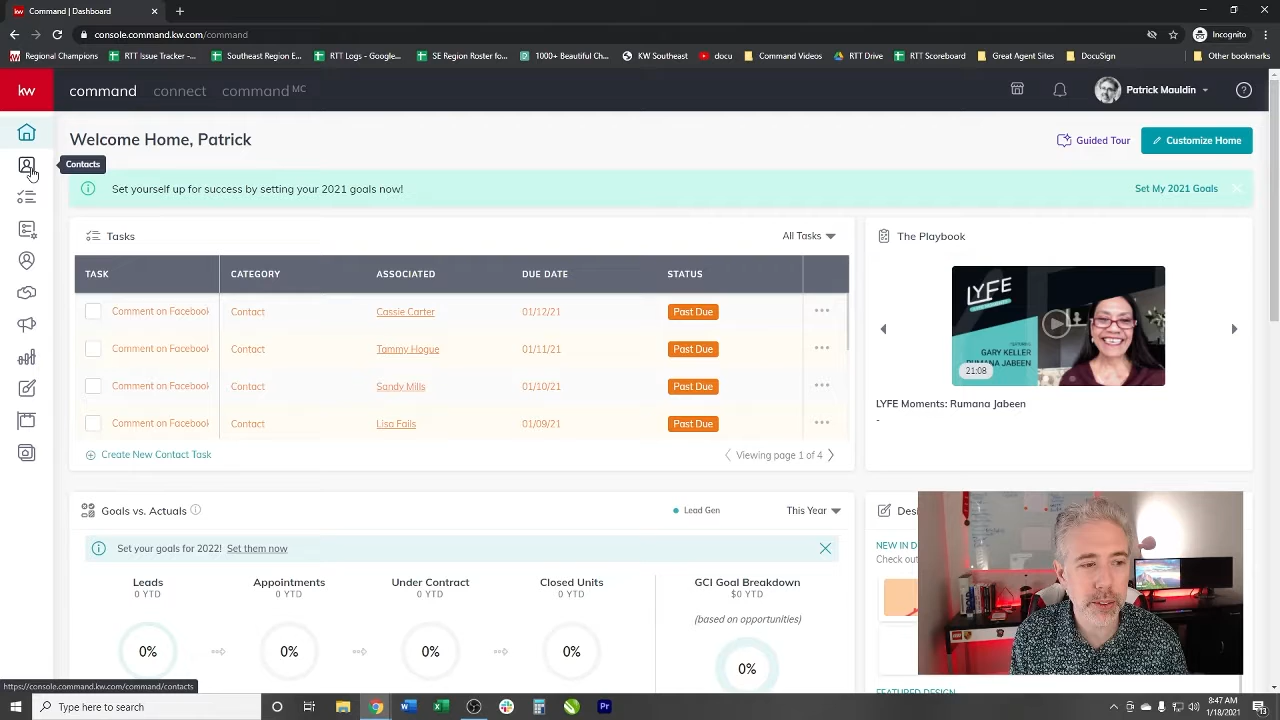 kw Command | Dashboard
console.command.kw.com/command
Incognito
Regional Champions
RTT Issue Tracker -...
Southeast Region E...
RTT Logs - Google...
SE Region Roster fo...
1000+ Beautiful Ch...
KW Southeast
docu
Command Videos
RTT Drive
RTT Scoreboard
Great Agent Sites
DocuSign
Other bookmarks
kw
command
connect
command MC
Patrick Mauldin
Welcome Home, Patrick
Guided Tour
Customize Home
Contacts
Set yourself up for success by setting your 2021 goals now!
Set My 2021 Goals
Tasks
All Tasks
The Playbook
TASK CATEGORY ASSOCIATED DUE DATE STATUS
Comment on Facebook Contact Cassie Carter 01/12/21 Past Due
Comment on Facebook Contact Tammy Hogue 01/11/21 Past Due
Comment on Facebook Contact Sandy Mills 01/10/21 Past Due
Comment on Facebook Contact Lisa Fails 01/09/21 Past Due
LYFE
FEATURING
GARY KELLER
RUMANA JABEEN
21:08
LYFE Moments: Rumana Jabeen
-
Create New Contact Task
Viewing page 1 of 4
Goals vs. Actuals
Lead Gen
This Year
Set your goals for 2022! Set them now
Leads
0 YTD
0%
Appointments
0 YTD
0%
Under Contract
0 YTD
0%
Closed Units
0 YTD
0%
GCI Goal Breakdown
$0 YTD
(based on opportunities)
0%
Des
NEW IN D
Check out
FEATURED DESIGN
https://console.command.kw.com/command/contacts
Type here to search
8:47 AM
1/18/2021